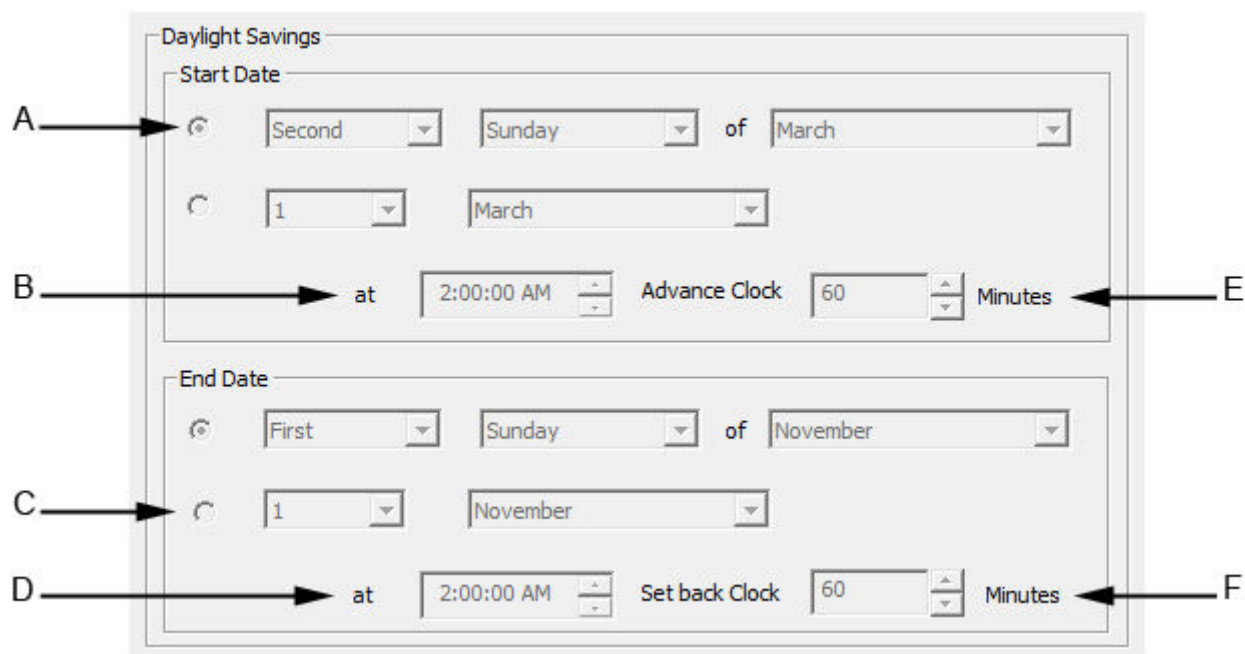 Daylight Savings
Start Date
A Second Sunday of March
1 March
B at 2:00:00 AM Advance Clock 60 Minutes E
End Date
First Sunday of November
C 1 November
D at 2:00:00 AM Set back Clock 60 Minutes F